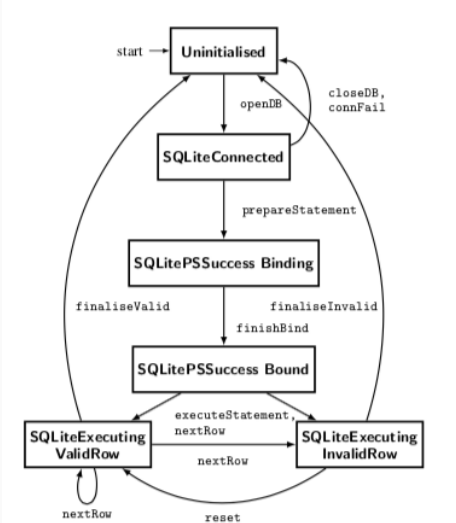 start
Uninitialised
openDB
closeDB,
connFail
SQLiteConnected
prepareStatement
SQLitePSSuccess Binding
finaliseValid
finaliseInvalid
finishBind
SQLitePSSuccess Bound
executeStatement,
nextRow
SQLiteExecuting
ValidRow
SQLiteExecuting
InvalidRow
nextRow
nextRow
reset